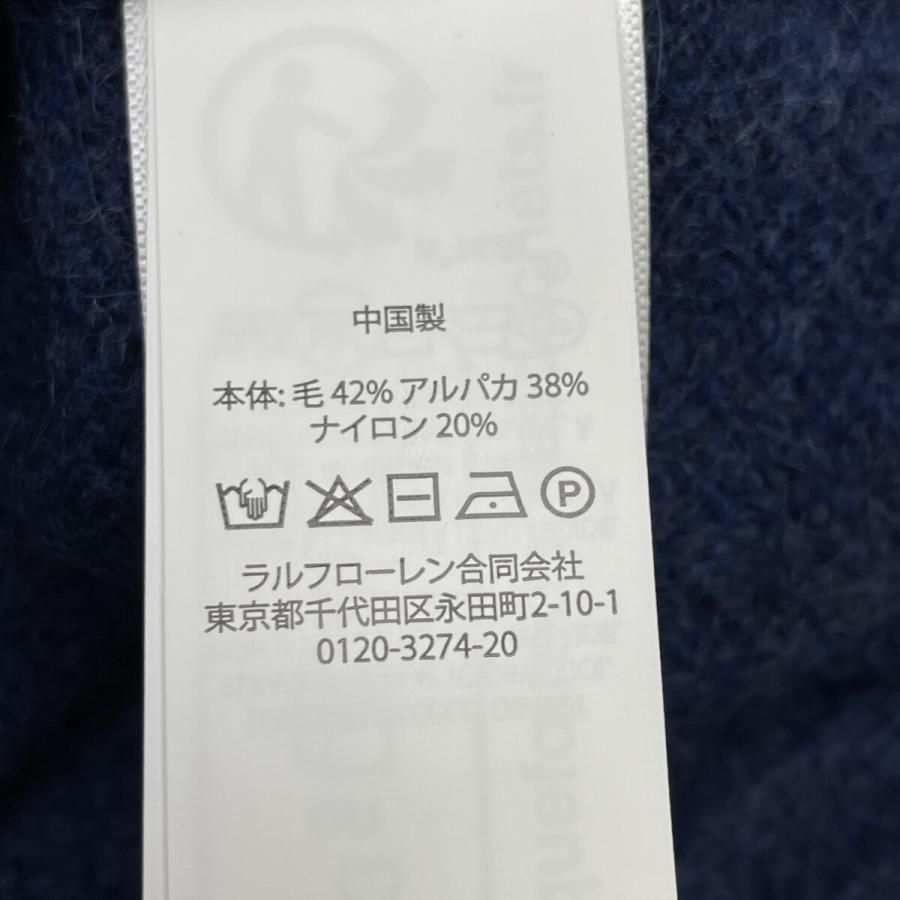 中国製
本体: 毛 42% アルパカ 38%
ナイロン 20%
P
ラルフローレン合同会社
東京都千代田区永田町2-10-1
0120-3274-20